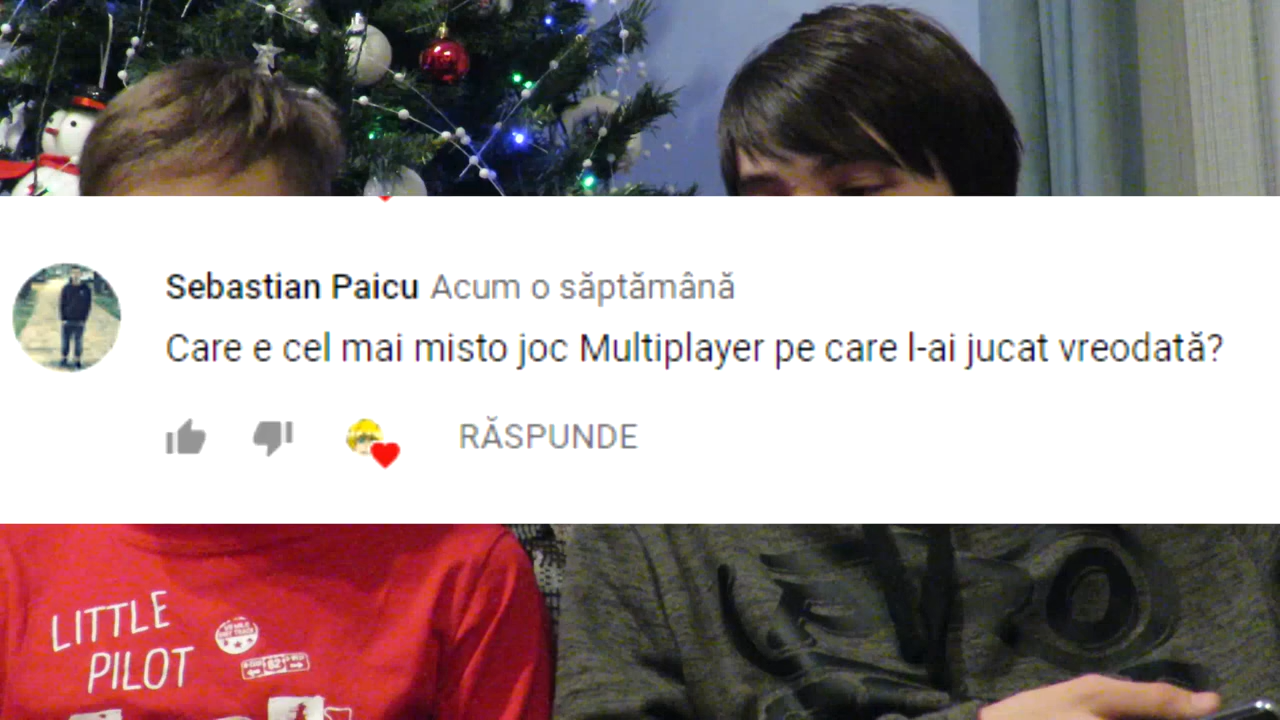 Sebastian Paicu Acum o săptămână
Care e cel mai misto joc Multiplayer pe care l-ai jucat vreodată?
RĂSPUNDE
LITTLE
PILOT